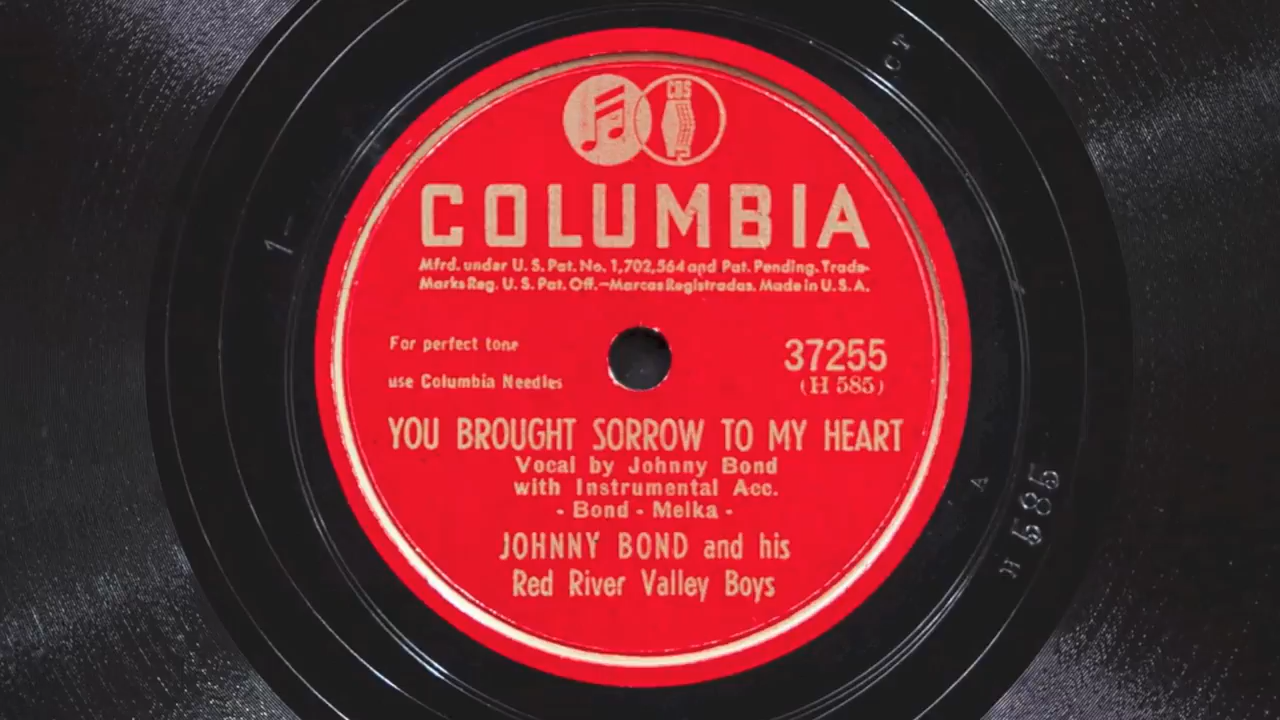 CBS
COLUMBIA
Mfrd. under U. S. Pat. No. 1,702,564 and Pat. Pending. Trade-
Marks Reg. U. S. Pat. Off.—Marcas Registradas. Made in U. S. A.
For perfect tone
use Columbia Needles
37255
(H 585)
YOU BROUGHT SORROW TO MY HEART
Vocal by Johnny Bond
with Instrumental Acc.
- Bond - Melka -
JOHNNY BOND and his
Red River Valley Boys
CT
1-
A
H 585